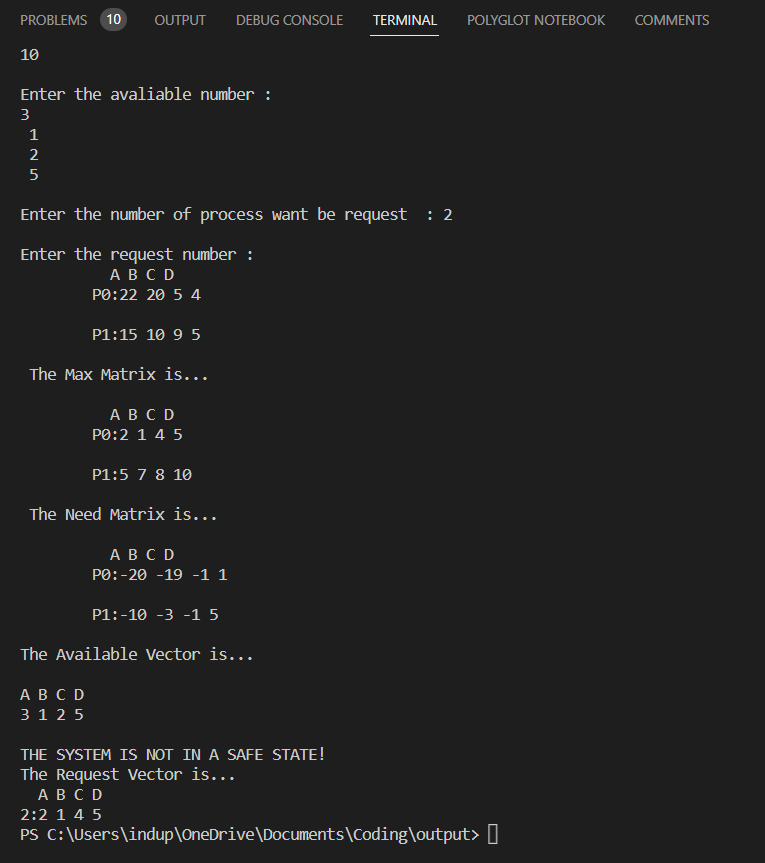 PROBLEMS 10 OUTPUT DEBUG CONSOLE TERMINAL POLYGLOT NOTEBOOK COMMENTS
10
Enter the avaliable number :
3
1
2
5
Enter the number of process want be request  : 2
Enter the request number :
A B C D
P0:22 20 5 4
P1:15 10 9 5
The Max Matrix is...
A B C D
P0:2 1 4 5
P1:5 7 8 10
The Need Matrix is...
A B C D
P0:-20 -19 -1 1
P1:-10 -3 -1 5
The Available Vector is...
A B C D
3 1 2 5
THE SYSTEM IS NOT IN A SAFE STATE!
The Request Vector is...
A B C D
2:2 1 4 5
PS C:\Users\indup\OneDrive\Documents\Coding\output>